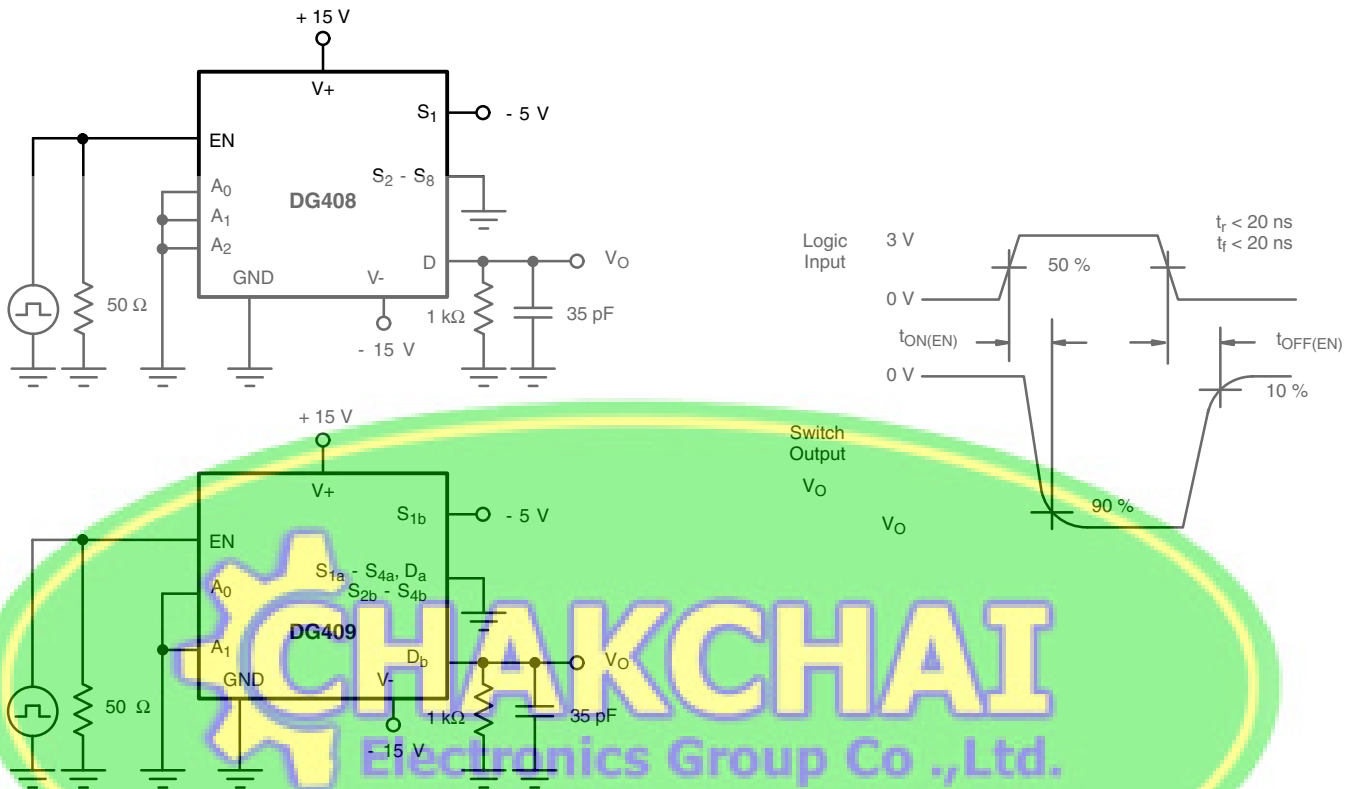 + 15 V
V+
S1
- 5 V
EN
A0
A1
A2
S2 - S8
DG408
D
VO
GND
V-
50 Ω
1 kΩ
35 pF
- 15 V
Logic
Input
3 V
50 %
tr < 20 ns
tf < 20 ns
0 V
tON(EN)
tOFF(EN)
0 V
10 %
Switch
Output
VO
90 %
VO
+ 15 V
V+
S1b
- 5 V
EN
S1a - S4a, Da
S2b - S4b
A0
DG409
A1
Db
VO
GND
V-
50 Ω
1 kΩ
35 pF
- 15 V
CHAKCHAI
Electronics Group Co .,Ltd.